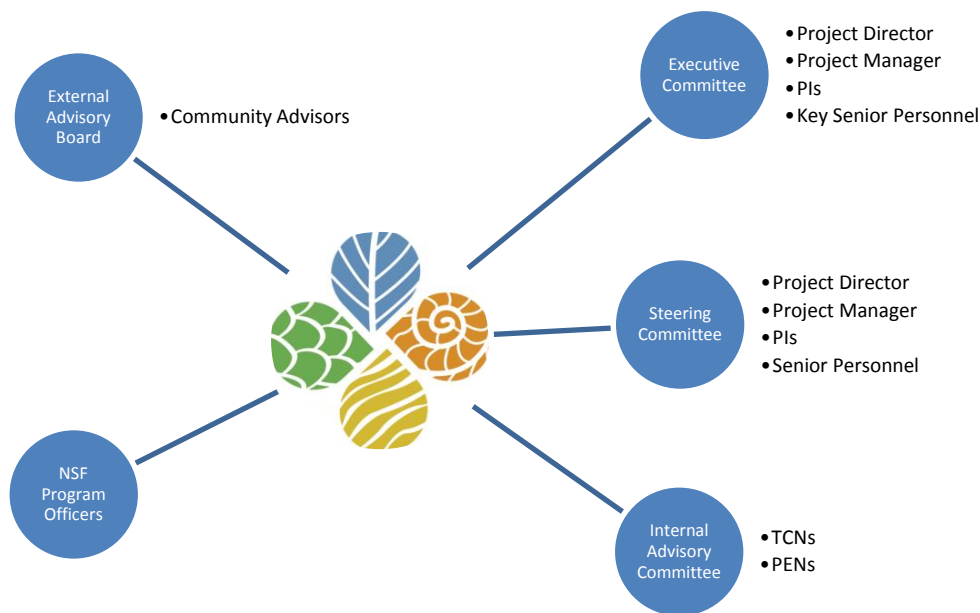 External
Advisory
Board
•Community Advisors
Executive
Committee
•Project Director
•Project Manager
•PIs
•Key Senior Personnel
Steering
Committee
•Project Director
•Project Manager
•PIs
•Senior Personnel
NSF
Program
Officers
Internal
Advisory
Committee
•TCNs
•PENs